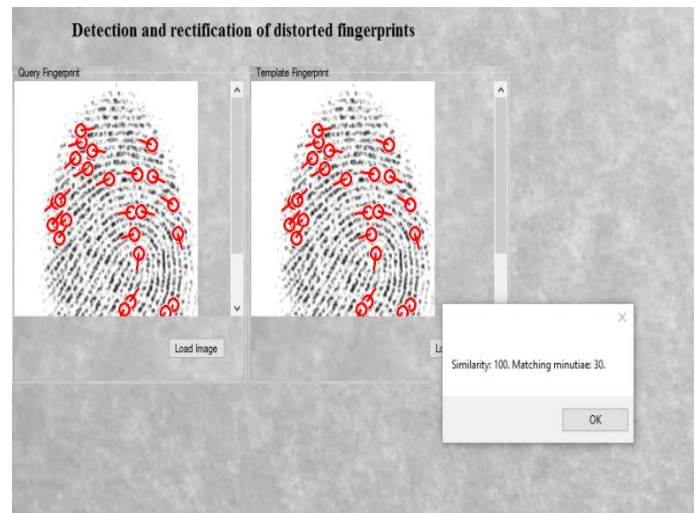 Detection and rectification of distorted fingerprints
Query Fingerprint
Template Fingerprint
Load Image
Similarity: 100. Matching minutiae: 30.
OK